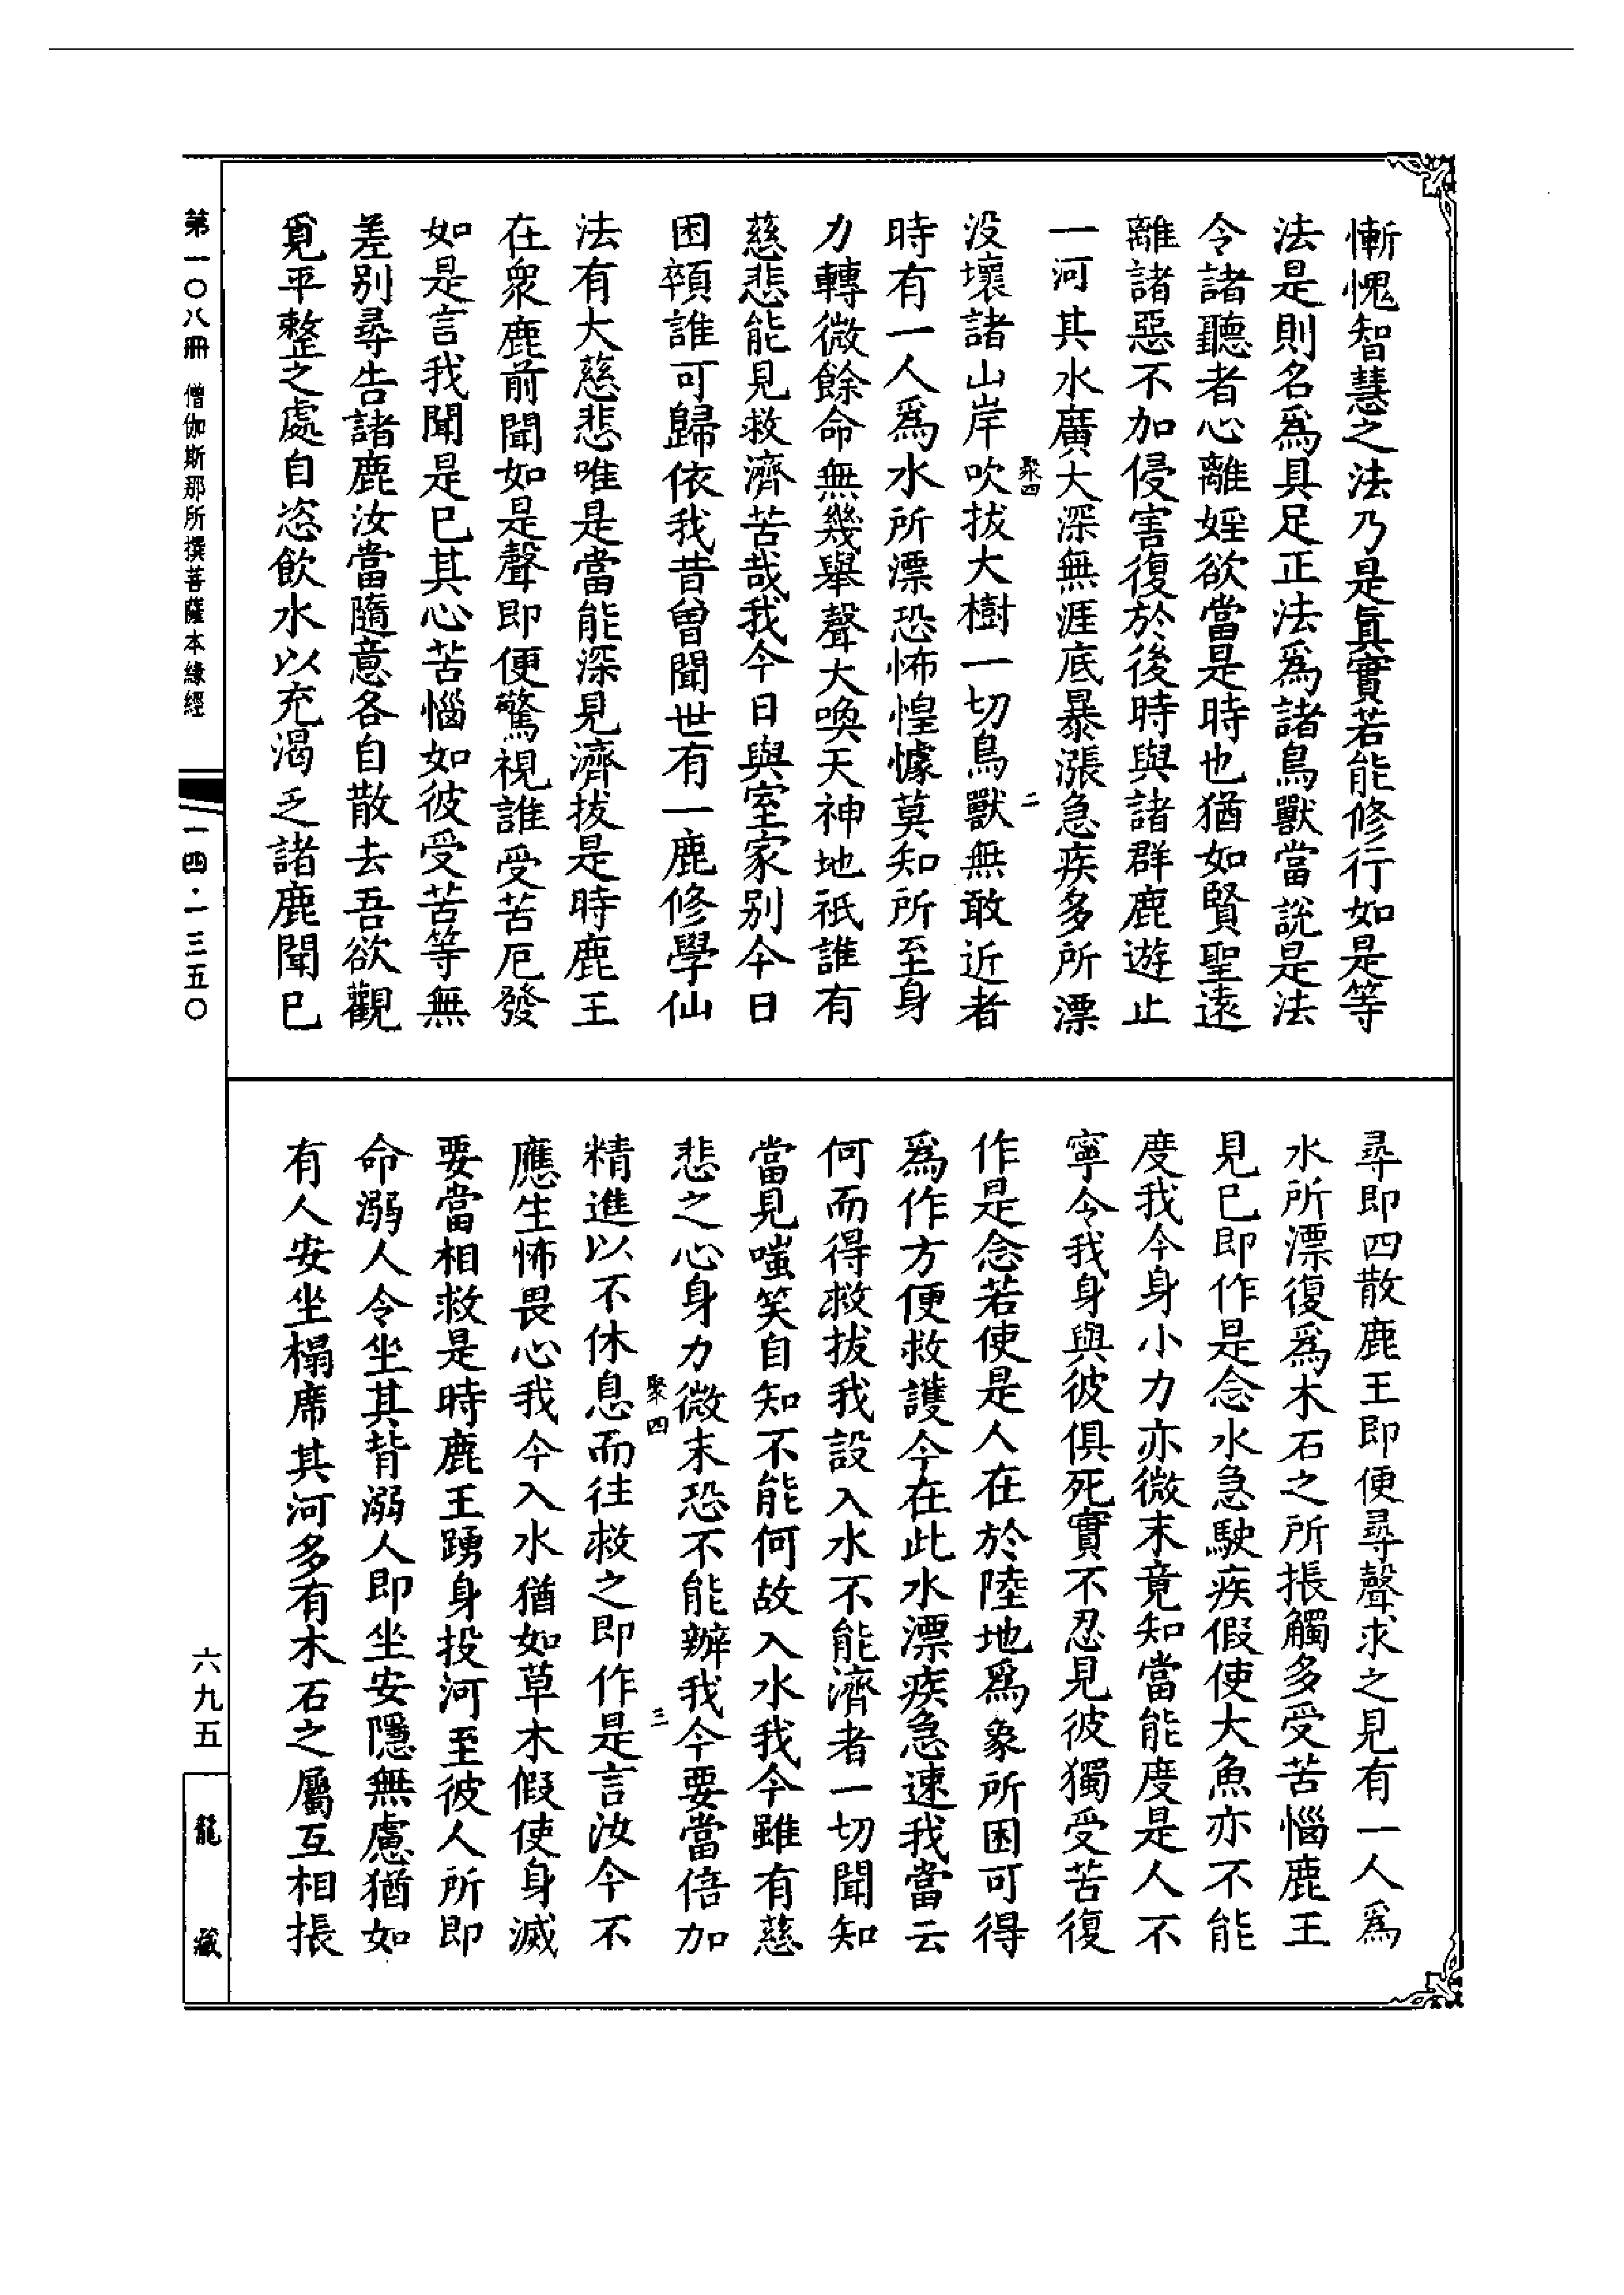 慚愧智慧之法乃是眞實若能修行如是等
法是則名爲具足正法爲諸鳥獸當說是法
令諸聽者心離婬欲當是時也猶如賢聖遠
離諸惡不加侵害復於後時與諸群鹿遊止
一河其水廣大深無涯底暴漲急疾多所漂
聚四
二
没壞諸山岸吹拔大樹一切鳥獸無敢近者
時有一人爲水所漂恐怖惶懅莫知所至身
力轉微餘命無幾舉聲大喚天神地祇誰有
慈悲能見救濟苦哉我今日與室家別今日
困顇誰可歸依我昔曾聞世有一鹿修學仙
法有大慈悲唯是當能深見濟拔是時鹿王
在衆鹿前聞如是聲即便驚視誰受苦厄發
如是言我聞是已其心苦惱如彼受苦等無
差別尋告諸鹿汝當隨意各自散去吾欲觀
覓平整之處自恣飲水以充渴乏諸鹿聞已
尋即四散鹿王即便尋聲求之見有一人爲
水所漂復爲木石之所掁觸多受苦惱鹿王
見已即作是念水急駛疾假使大魚亦不能
度我今身小力亦微末竟知當能度是人不
寧令我身與彼俱死實不忍見彼獨受苦復
作是念若使是人在於陸地爲象所困可得
爲作方便救護今在此水漂疾急速我當云
何而得救拔我設入水不能濟者一切聞知
當見嗤笑自知不能何故入水我今雖有慈
悲之心身力微末恐不能辦我今要當倍加
聚四
三
精進以不休息而往救之即作是言汝今不
應生怖畏心我今入水猶如草木假使身滅
要當相救是時鹿王踴身投河至彼人所即
命溺人令坐其背溺人即坐安隱無慮猶如
有人安坐榻席其河多有木石之屬互相掁
第一〇八冊 僧伽斯那所撰菩薩本緣經
一四·一三五〇
六九五
龍藏